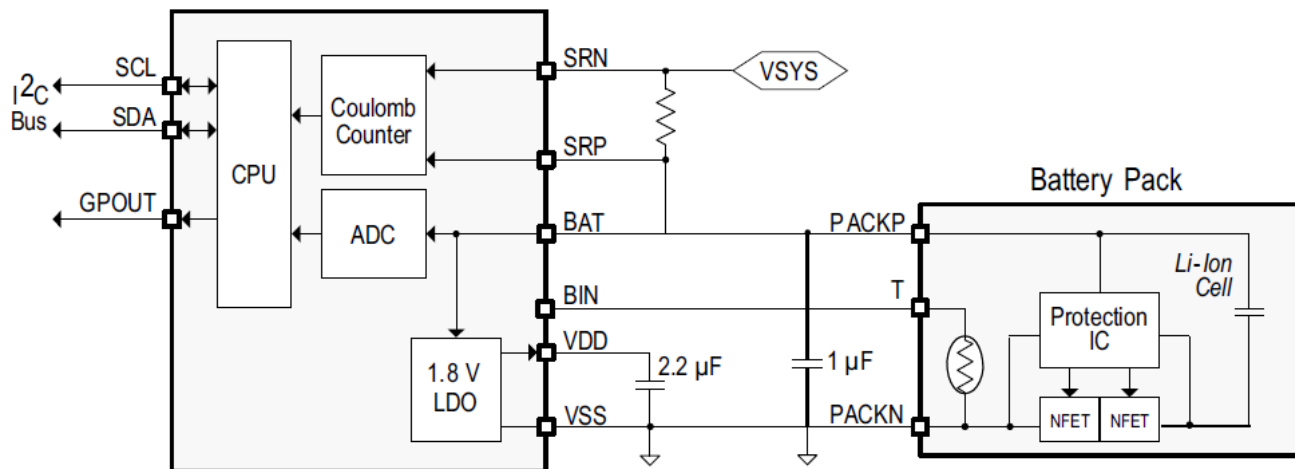 SCL
I2C
Bus
SDA
GPOUT
CPU
Coulomb
Counter
ADC
1.8 V
LDO
SRN
VSYS
SRP
BAT
BIN
VDD
2.2 µF
VSS
1 µF
Battery Pack
PACKP
T
PACKN
Li-Ion
Cell
Protection
IC
NFET
NFET